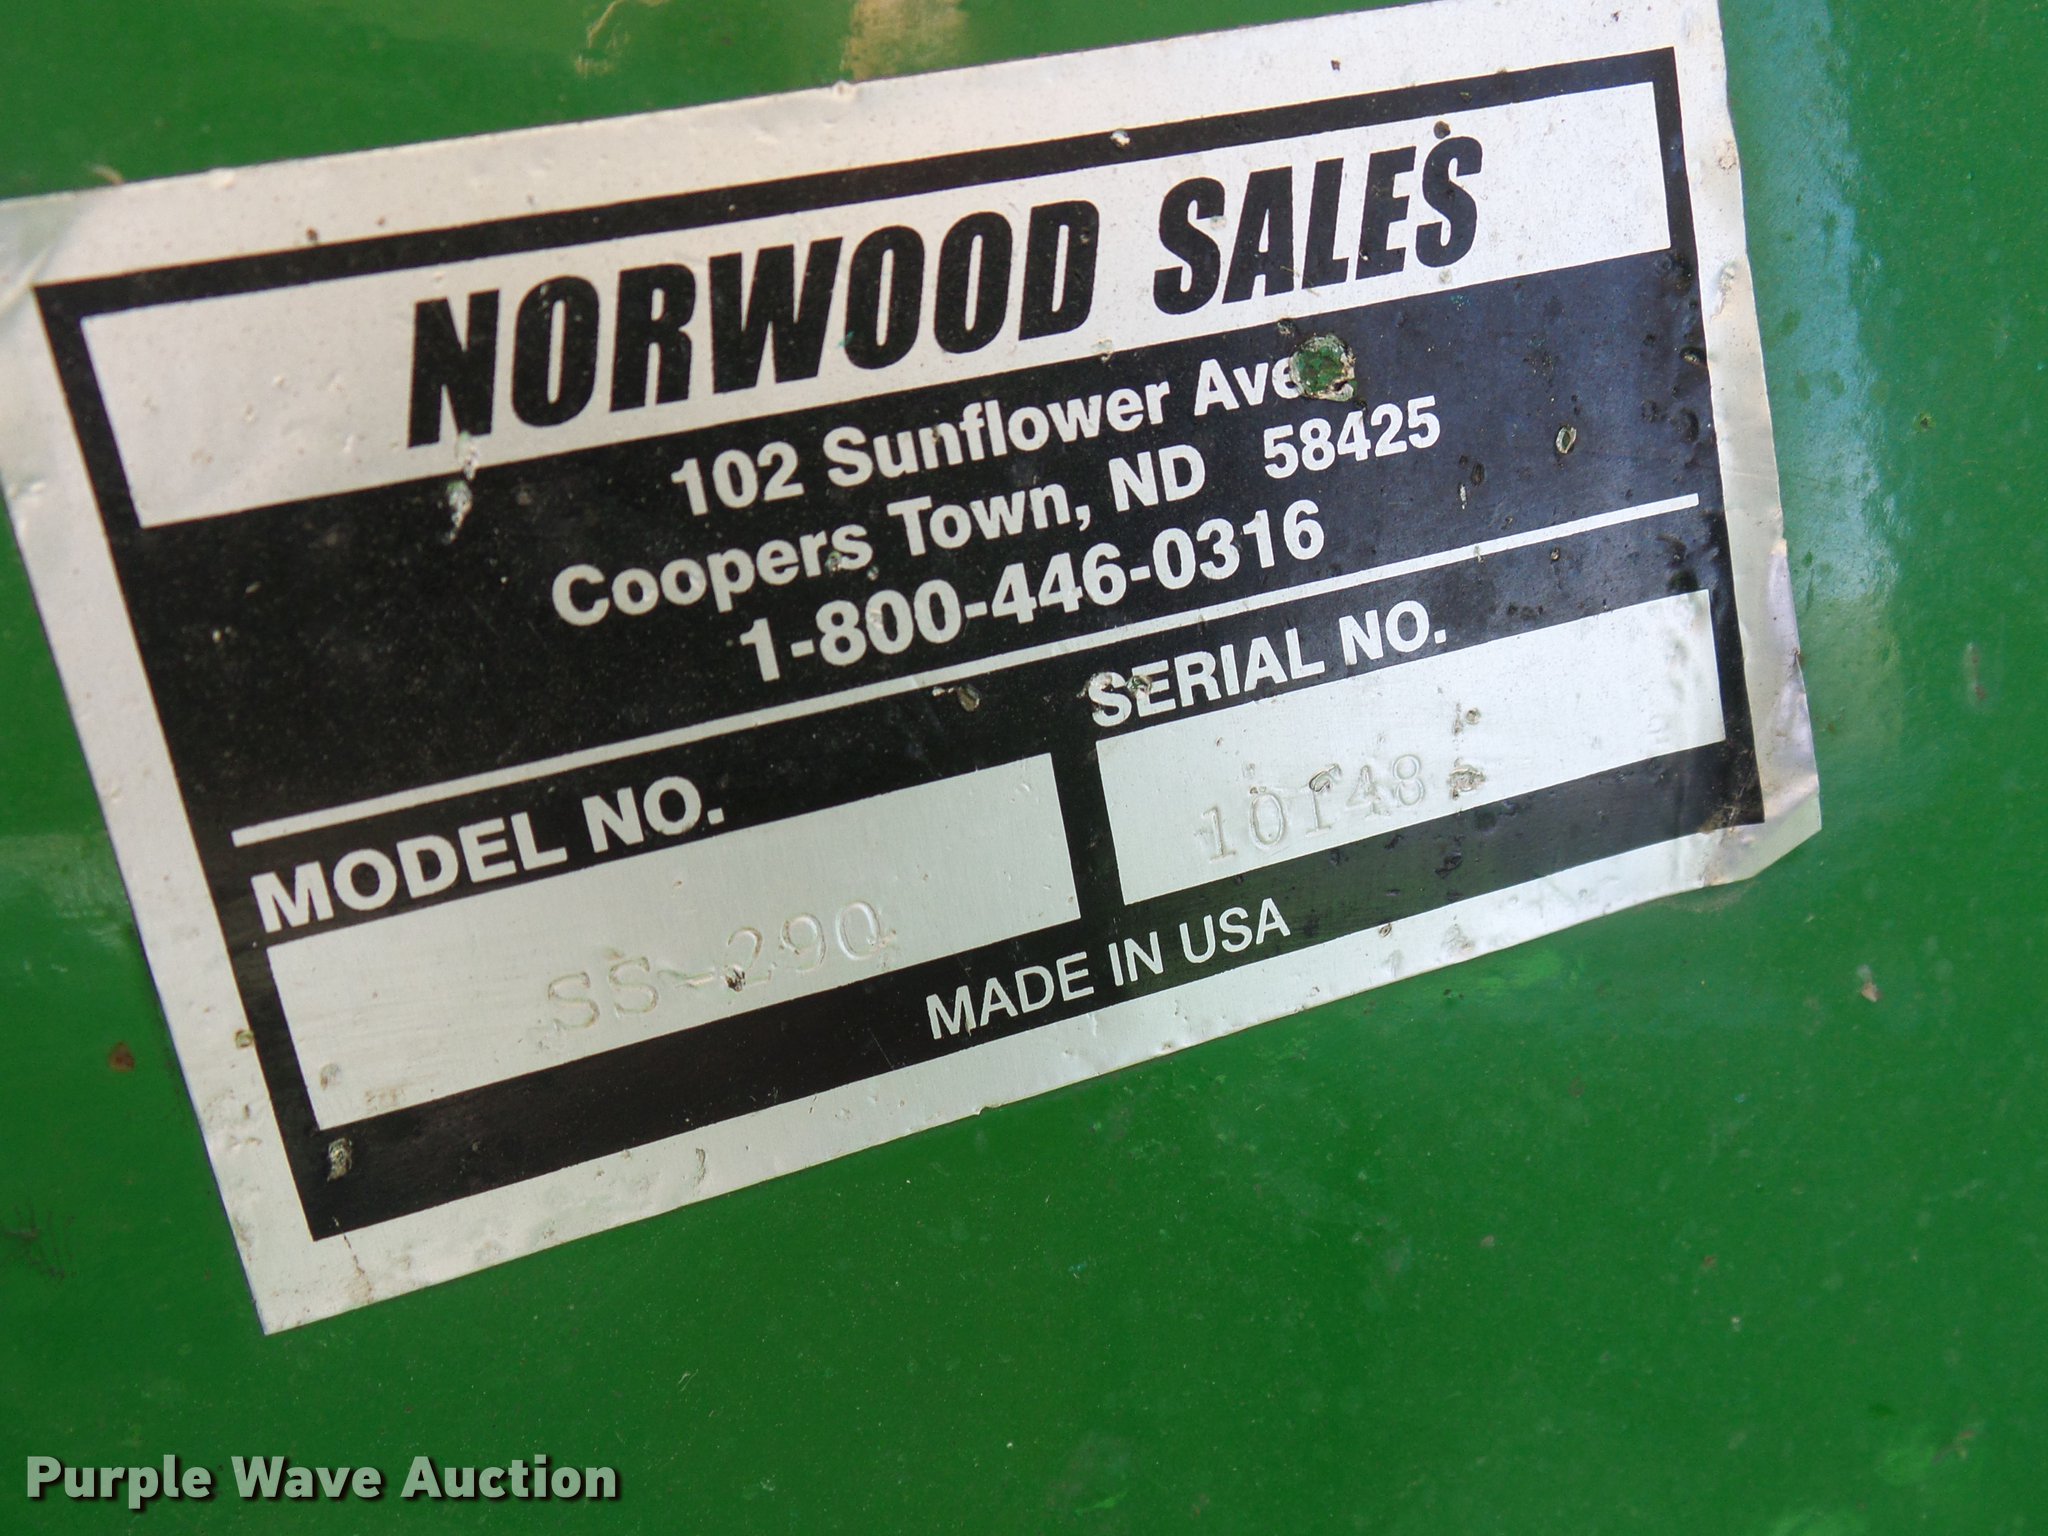 NORWOOD SALES
102 Sunflower Ave
Coopers Town, ND 58425
1-800-446-0316
MODEL NO.
SERIAL NO.
SS-290
MADE IN USA
Purple Wave Auction